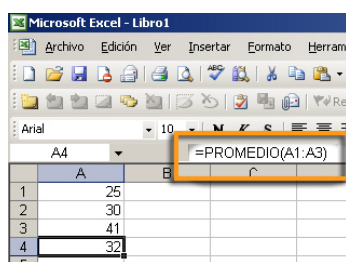 Microsoft Excel - Libro1
Archivo Edición Ver Insertar Formato Herram
Arial 10 N K S
A4 =PROMEDIO(A1:A3)
A B C
1 25
2 30
3 41
4 32